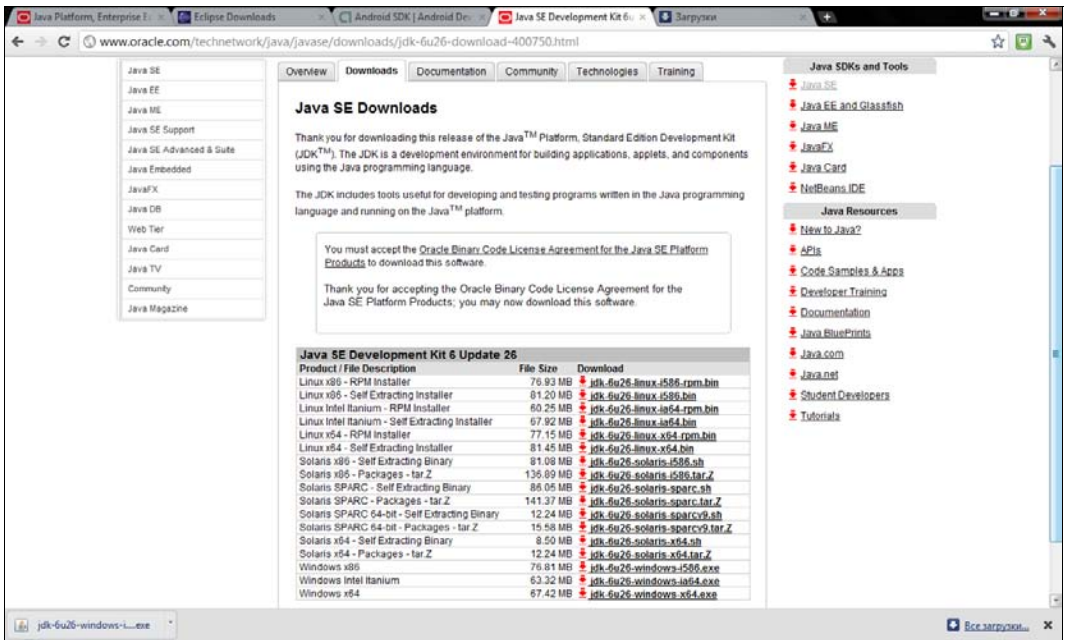 Java Platform, Enterprise E
Eclipse Downloads
Android SDK | Android Dev
Java SE Development Kit 6u
Загрузки
www.oracle.com/technetwork/java/javase/downloads/jdk-6u26-download-400750.html
Java SE
Java EE
Java ME
Java SE Support
Java SE Advanced & Suite
Java Embedded
JavaFX
Java DB
Web Tier
Java Card
Java TV
Community
Java Magazine
Overview Downloads Documentation Community Technologies Training
Java SE Downloads
Thank you for downloading this release of the Java™ Platform, Standard Edition Development Kit
(JDK™). The JDK is a development environment for building applications, applets, and components
using the Java programming language.
The JDK includes tools useful for developing and testing programs written in the Java programming
language and running on the Java™ platform.
You must accept the Oracle Binary Code License Agreement for the Java SE Platform
Products to download this software.
Thank you for accepting the Oracle Binary Code License Agreement for the
Java SE Platform Products; you may now download this software.
Java SE Development Kit 6 Update 26
Product / File Description File Size Download
Linux x86 - RPM Installer 76.93 MB jdk-6u26-linux-i586-rpm.bin
Linux x86 - Self Extracting Installer 81.20 MB jdk-6u26-linux-i586.bin
Linux Intel Itanium - RPM Installer 60.25 MB jdk-6u26-linux-ia64-rpm.bin
Linux Intel Itanium - Self Extracting Installer 67.92 MB jdk-6u26-linux-ia64.bin
Linux x64 - RPM Installer 77.15 MB jdk-6u26-linux-x64-rpm.bin
Linux x64 - Self Extracting Installer 81.45 MB jdk-6u26-linux-x64.bin
Solaris x86 - Self Extracting Binary 81.08 MB jdk-6u26-solaris-i586.sh
Solaris x86 - Packages - tar.Z 136.89 MB jdk-6u26-solaris-i586.tar.Z
Solaris SPARC - Self Extracting Binary 86.05 MB jdk-6u26-solaris-sparc.sh
Solaris SPARC - Packages - tar.Z 141.37 MB jdk-6u26-solaris-sparc.tar.Z
Solaris SPARC 64-bit - Self Extracting Binary 12.24 MB jdk-6u26-solaris-sparcv9.sh
Solaris SPARC 64-bit - Packages - tar.Z 15.58 MB jdk-6u26-solaris-sparcv9.tar.Z
Solaris x64 - Self Extracting Binary 8.50 MB jdk-6u26-solaris-x64.sh
Solaris x64 - Packages - tar.Z 12.24 MB jdk-6u26-solaris-x64.tar.Z
Windows x86 76.81 MB jdk-6u26-windows-i586.exe
Windows Intel Itanium 63.32 MB jdk-6u26-windows-ia64.exe
Windows x64 67.42 MB jdk-6u26-windows-x64.exe
Java SDKs and Tools
Java SE
Java EE and Glassfish
Java ME
JavaFX
Java Card
NetBeans IDE
Java Resources
New to Java?
APIs
Code Samples & Apps
Developer Training
Documentation
Java BluePrints
Java.com
Java.net
Student Developers
Tutorials
jdk-6u26-windows-i....exe
Все загрузки...